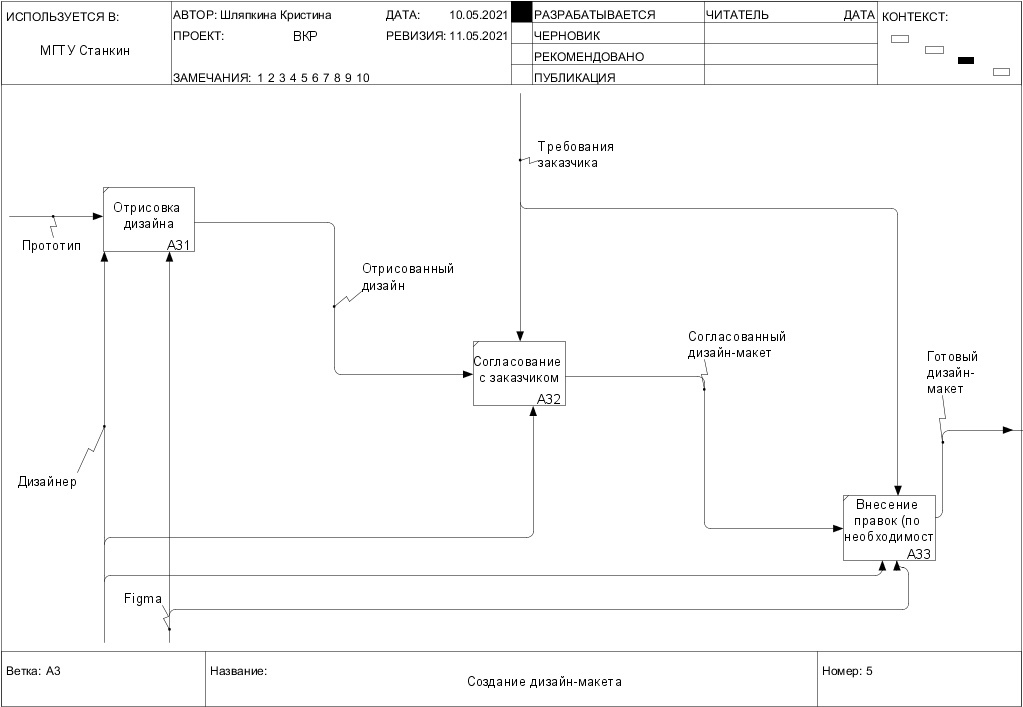 ИСПОЛЬЗУЕТСЯ В:
МГТУ Станкин
АВТОР: Шляпкина Кристина
ДАТА: 10.05.2021
ПРОЕКТ: ВКР
РЕВИЗИЯ: 11.05.2021
ЗАМЕЧАНИЯ: 1 2 3 4 5 6 7 8 9 10
РАЗРАБАТЫВАЕТСЯ
ЧЕРНОВИК
РЕКОМЕНДОВАНО
ПУБЛИКАЦИЯ
ЧИТАТЕЛЬ ДАТА
КОНТЕКСТ:
Требования
заказчика
Отрисовка
дизайна
A31
Прототип
Отрисованный
дизайн
Согласование
с заказчиком
A32
Согласованный
дизайн-макет
Готовый
дизайн-
макет
Дизайнер
Внесение
правок (по
необходимост
A33
Figma
Ветка: A3
Название:
Создание дизайн-макета
Номер: 5